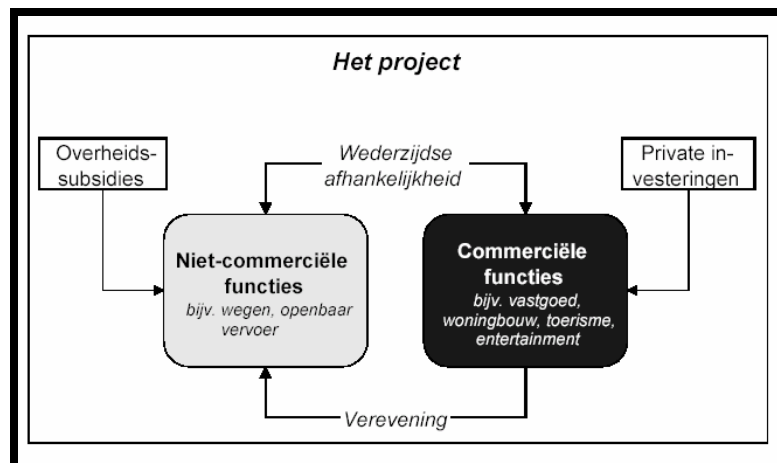 Het project
Overheids-
subsidies
Wederzijdse
afhankelijkheid
Private in-
vesteringen
Niet-commerciële
functies
bijv. wegen, openbaar
vervoer
Commerciële
functies
bijv. vastgoed,
woningbouw, toerisme,
entertainment
Verevening